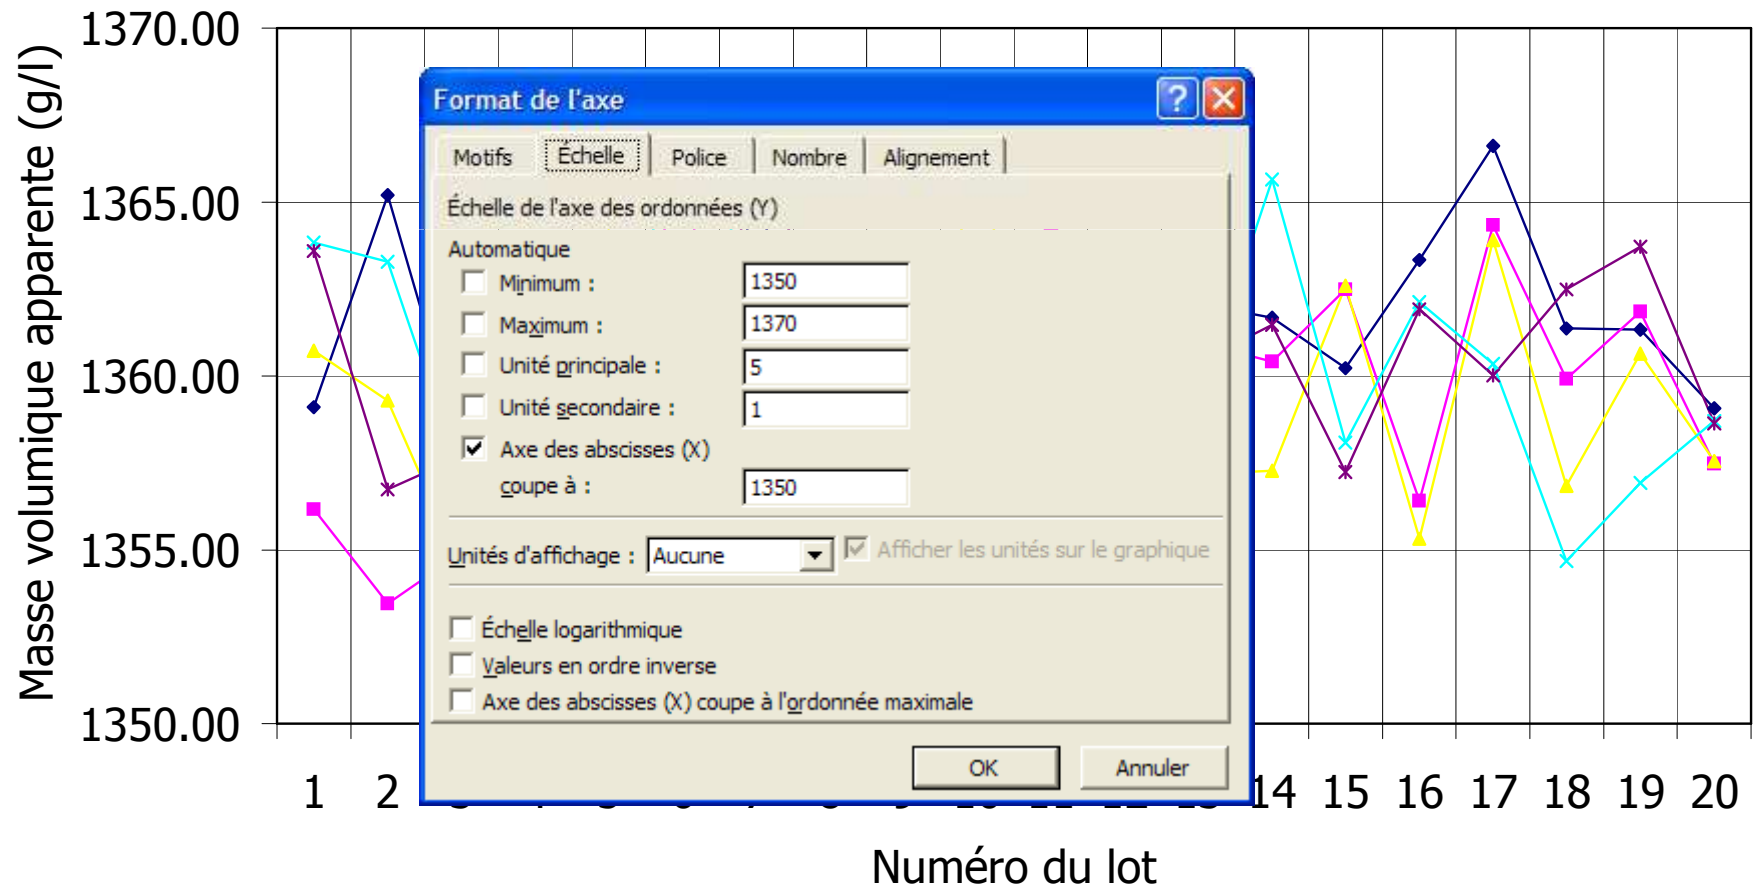 1370.00
1365.00
1360.00
1355.00
1350.00
Masse volumique apparente (g/l)
Format de l'axe
Motifs Échelle Police Nombre Alignement
Échelle de l'axe des ordonnées (Y)
Automatique
Minimum : 1350
Maximum : 1370
Unité principale : 5
Unité secondaire : 1
Axe des abscisses (X)
coupe à : 1350
Unités d'affichage : Aucune Afficher les unités sur le graphique
Échelle logarithmique
Valeurs en ordre inverse
Axe des abscisses (X) coupe à l'ordonnée maximale
OK Annuler
1 2 14 15 16 17 18 19 20
Numéro du lot